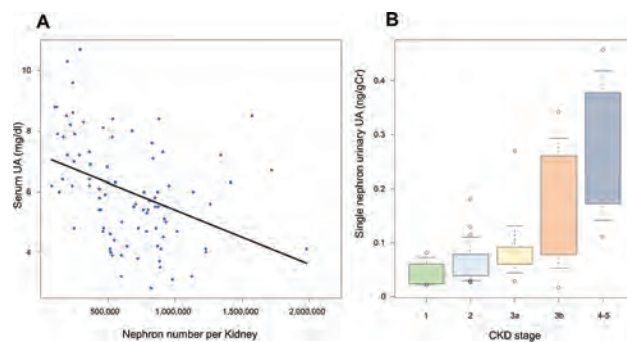 A
Serum UA (mg/dl)
10
8
6
4
500,000
1,000,000
1,500,000
2,000,000
Nephron number per Kidney
B
Single nephron urinary UA (ng/gCr)
0.4
0.3
0.2
0.1
0
1
2
3a
3b
4-5
CKD stage